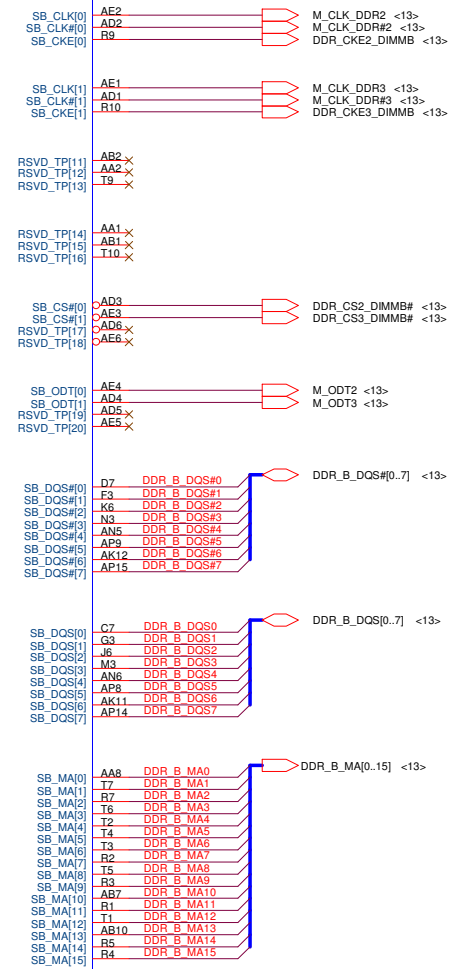 SB_CLK[0] AE2 M_CLK_DDR2 <13>
SB_CLK#[0] AD2 M_CLK_DDR#2 <13>
SB_CKE[0] R9 DDR_CKE2_DIMMB <13>
SB_CLK[1] AE1 M_CLK_DDR3 <13>
SB_CLK#[1] AD1 M_CLK_DDR#3 <13>
SB_CKE[1] R10 DDR_CKE3_DIMMB <13>
RSVD_TP[11] AB2
RSVD_TP[12] AA2
RSVD_TP[13] T9
RSVD_TP[14] AA1
RSVD_TP[15] AB1
RSVD_TP[16] T10
SB_CS#[0] AD3 DDR_CS2_DIMMB# <13>
SB_CS#[1] AE3 DDR_CS3_DIMMB# <13>
RSVD_TP[17] AD6
RSVD_TP[18] AE6
SB_ODT[0] AE4 M_ODT2 <13>
SB_ODT[1] AD4 M_ODT3 <13>
RSVD_TP[19] AD5
RSVD_TP[20] AE5
DDR_B_DQS#[0..7] <13>
SB_DQS#[0] D7 DDR_B_DQS#0
SB_DQS#[1] F3 DDR_B_DQS#1
SB_DQS#[2] K6 DDR_B_DQS#2
SB_DQS#[3] N3 DDR_B_DQS#3
SB_DQS#[4] AN5 DDR_B_DQS#4
SB_DQS#[5] AP9 DDR_B_DQS#5
SB_DQS#[6] AK12 DDR_B_DQS#6
SB_DQS#[7] AP15 DDR_B_DQS#7
DDR_B_DQS[0..7] <13>
SB_DQS[0] C7 DDR_B_DQS0
SB_DQS[1] G3 DDR_B_DQS1
SB_DQS[2] J6 DDR_B_DQS2
SB_DQS[3] M3 DDR_B_DQS3
SB_DQS[4] AN6 DDR_B_DQS4
SB_DQS[5] AP8 DDR_B_DQS5
SB_DQS[6] AK11 DDR_B_DQS6
SB_DQS[7] AP14 DDR_B_DQS7
DDR_B_MA[0..15] <13>
SB_MA[0] AA8 DDR_B_MA0
SB_MA[1] T7 DDR_B_MA1
SB_MA[2] R7 DDR_B_MA2
SB_MA[3] T6 DDR_B_MA3
SB_MA[4] T2 DDR_B_MA4
SB_MA[5] T4 DDR_B_MA5
SB_MA[6] T3 DDR_B_MA6
SB_MA[7] R2 DDR_B_MA7
SB_MA[8] T5 DDR_B_MA8
SB_MA[9] R3 DDR_B_MA9
SB_MA[10] AB7 DDR_B_MA10
SB_MA[11] R1 DDR_B_MA11
SB_MA[12] T1 DDR_B_MA12
SB_MA[13] AB10 DDR_B_MA13
SB_MA[14] R5 DDR_B_MA14
SB_MA[15] R4 DDR_B_MA15